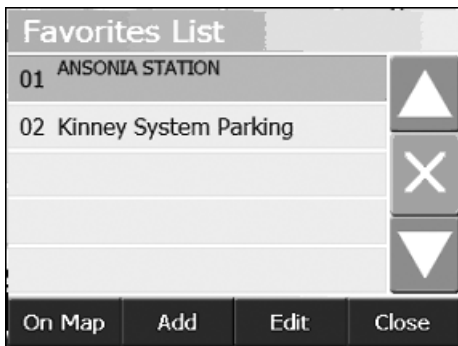 Favorites List
01 ANSONIA STATION
02 Kinney System Parking
On Map Add Edit Close